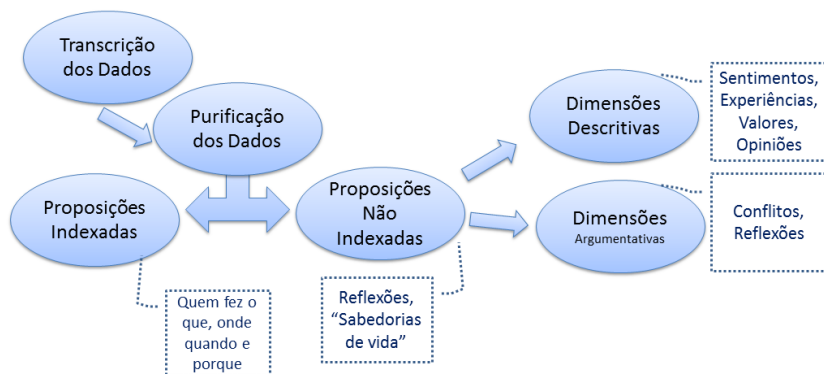 Transcrição
dos Dados
Purificação
dos Dados
Proposições
Indexadas
Quem fez o
que, onde
quando e
porque
Proposições
Não
Indexadas
Reflexões,
“Sabedorias
de vida”
Dimensões
Descritivas
Sentimentos,
Experiências,
Valores,
Opiniões
Dimensões
Argumentativas
Conflitos,
Reflexões